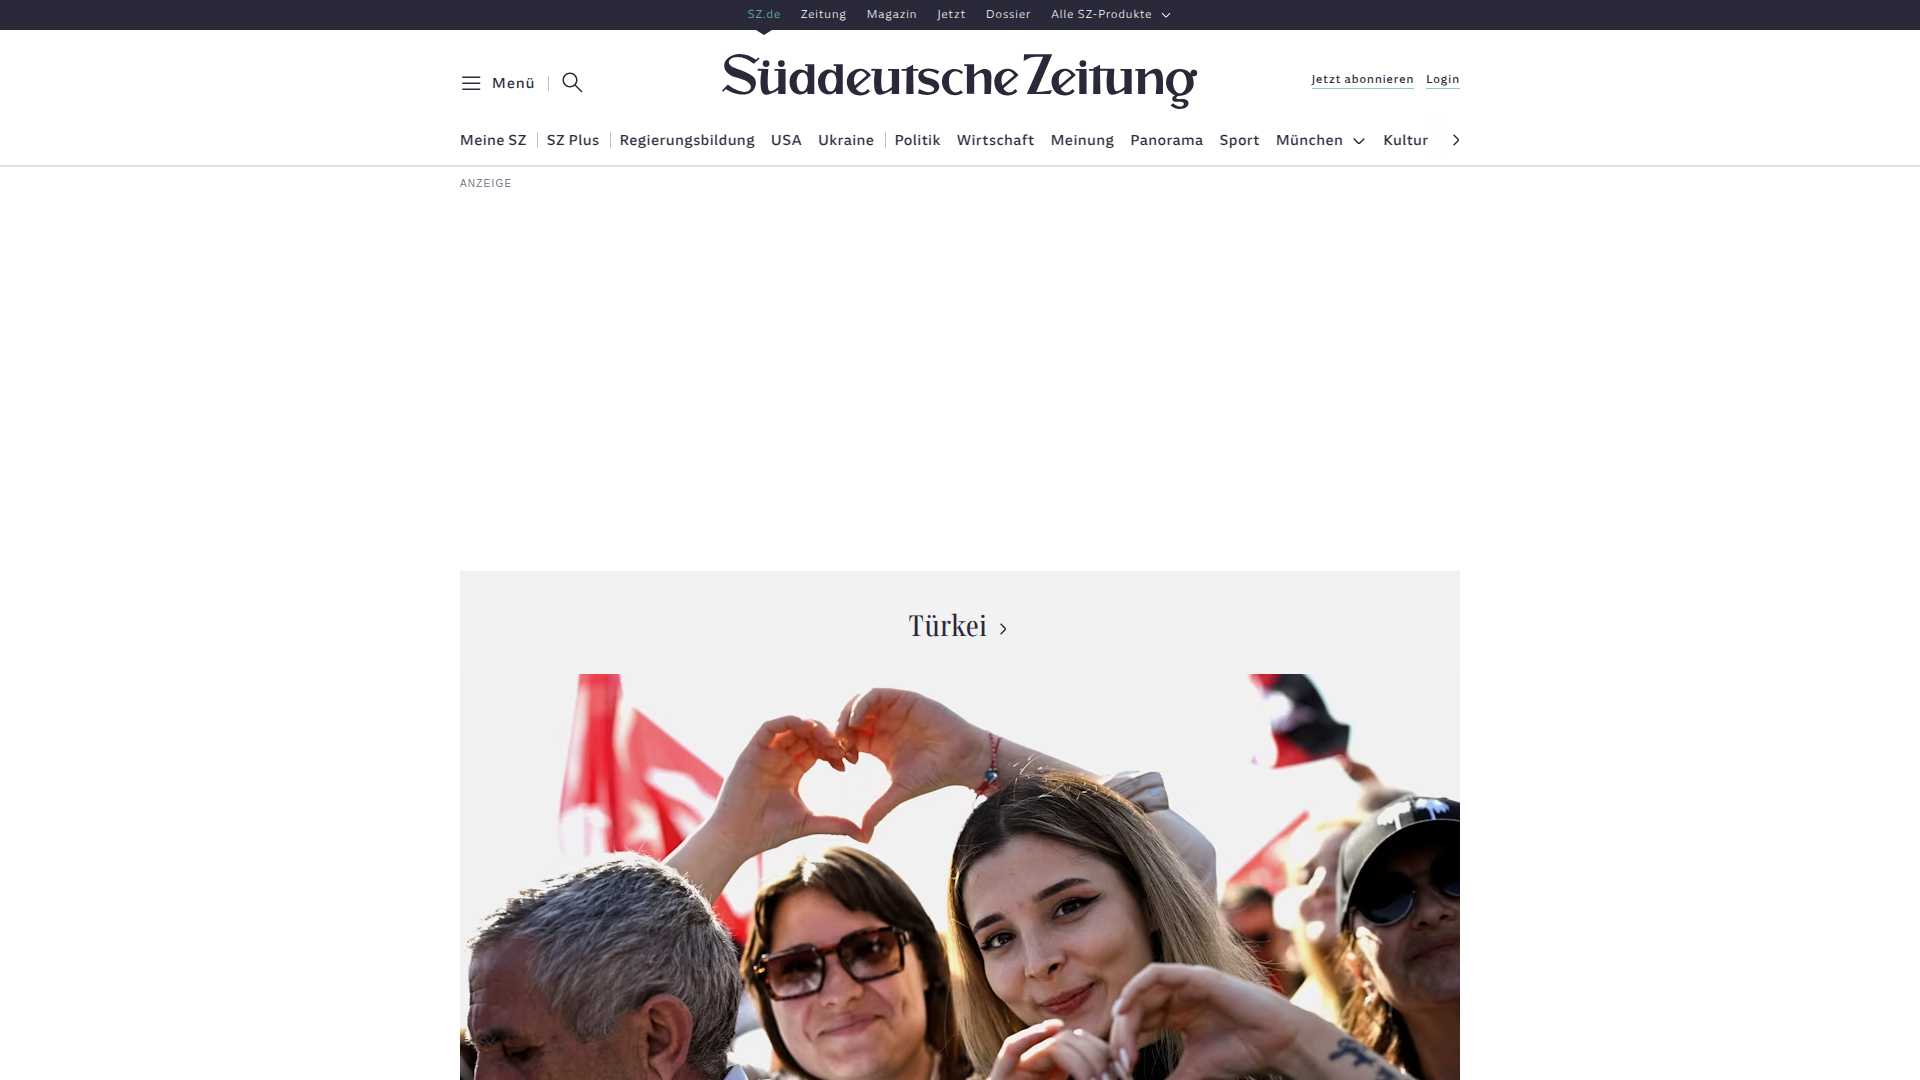 SZ.de Zeitung Magazin Jetzt Dossier Alle SZ-Produkte
Menü
Süddeutsche Zeitung
Jetzt abonnieren Login
Meine SZ SZ Plus Regierungsbildung USA Ukraine Politik Wirtschaft Meinung Panorama Sport München Kultur
ANZEIGE
Türkei